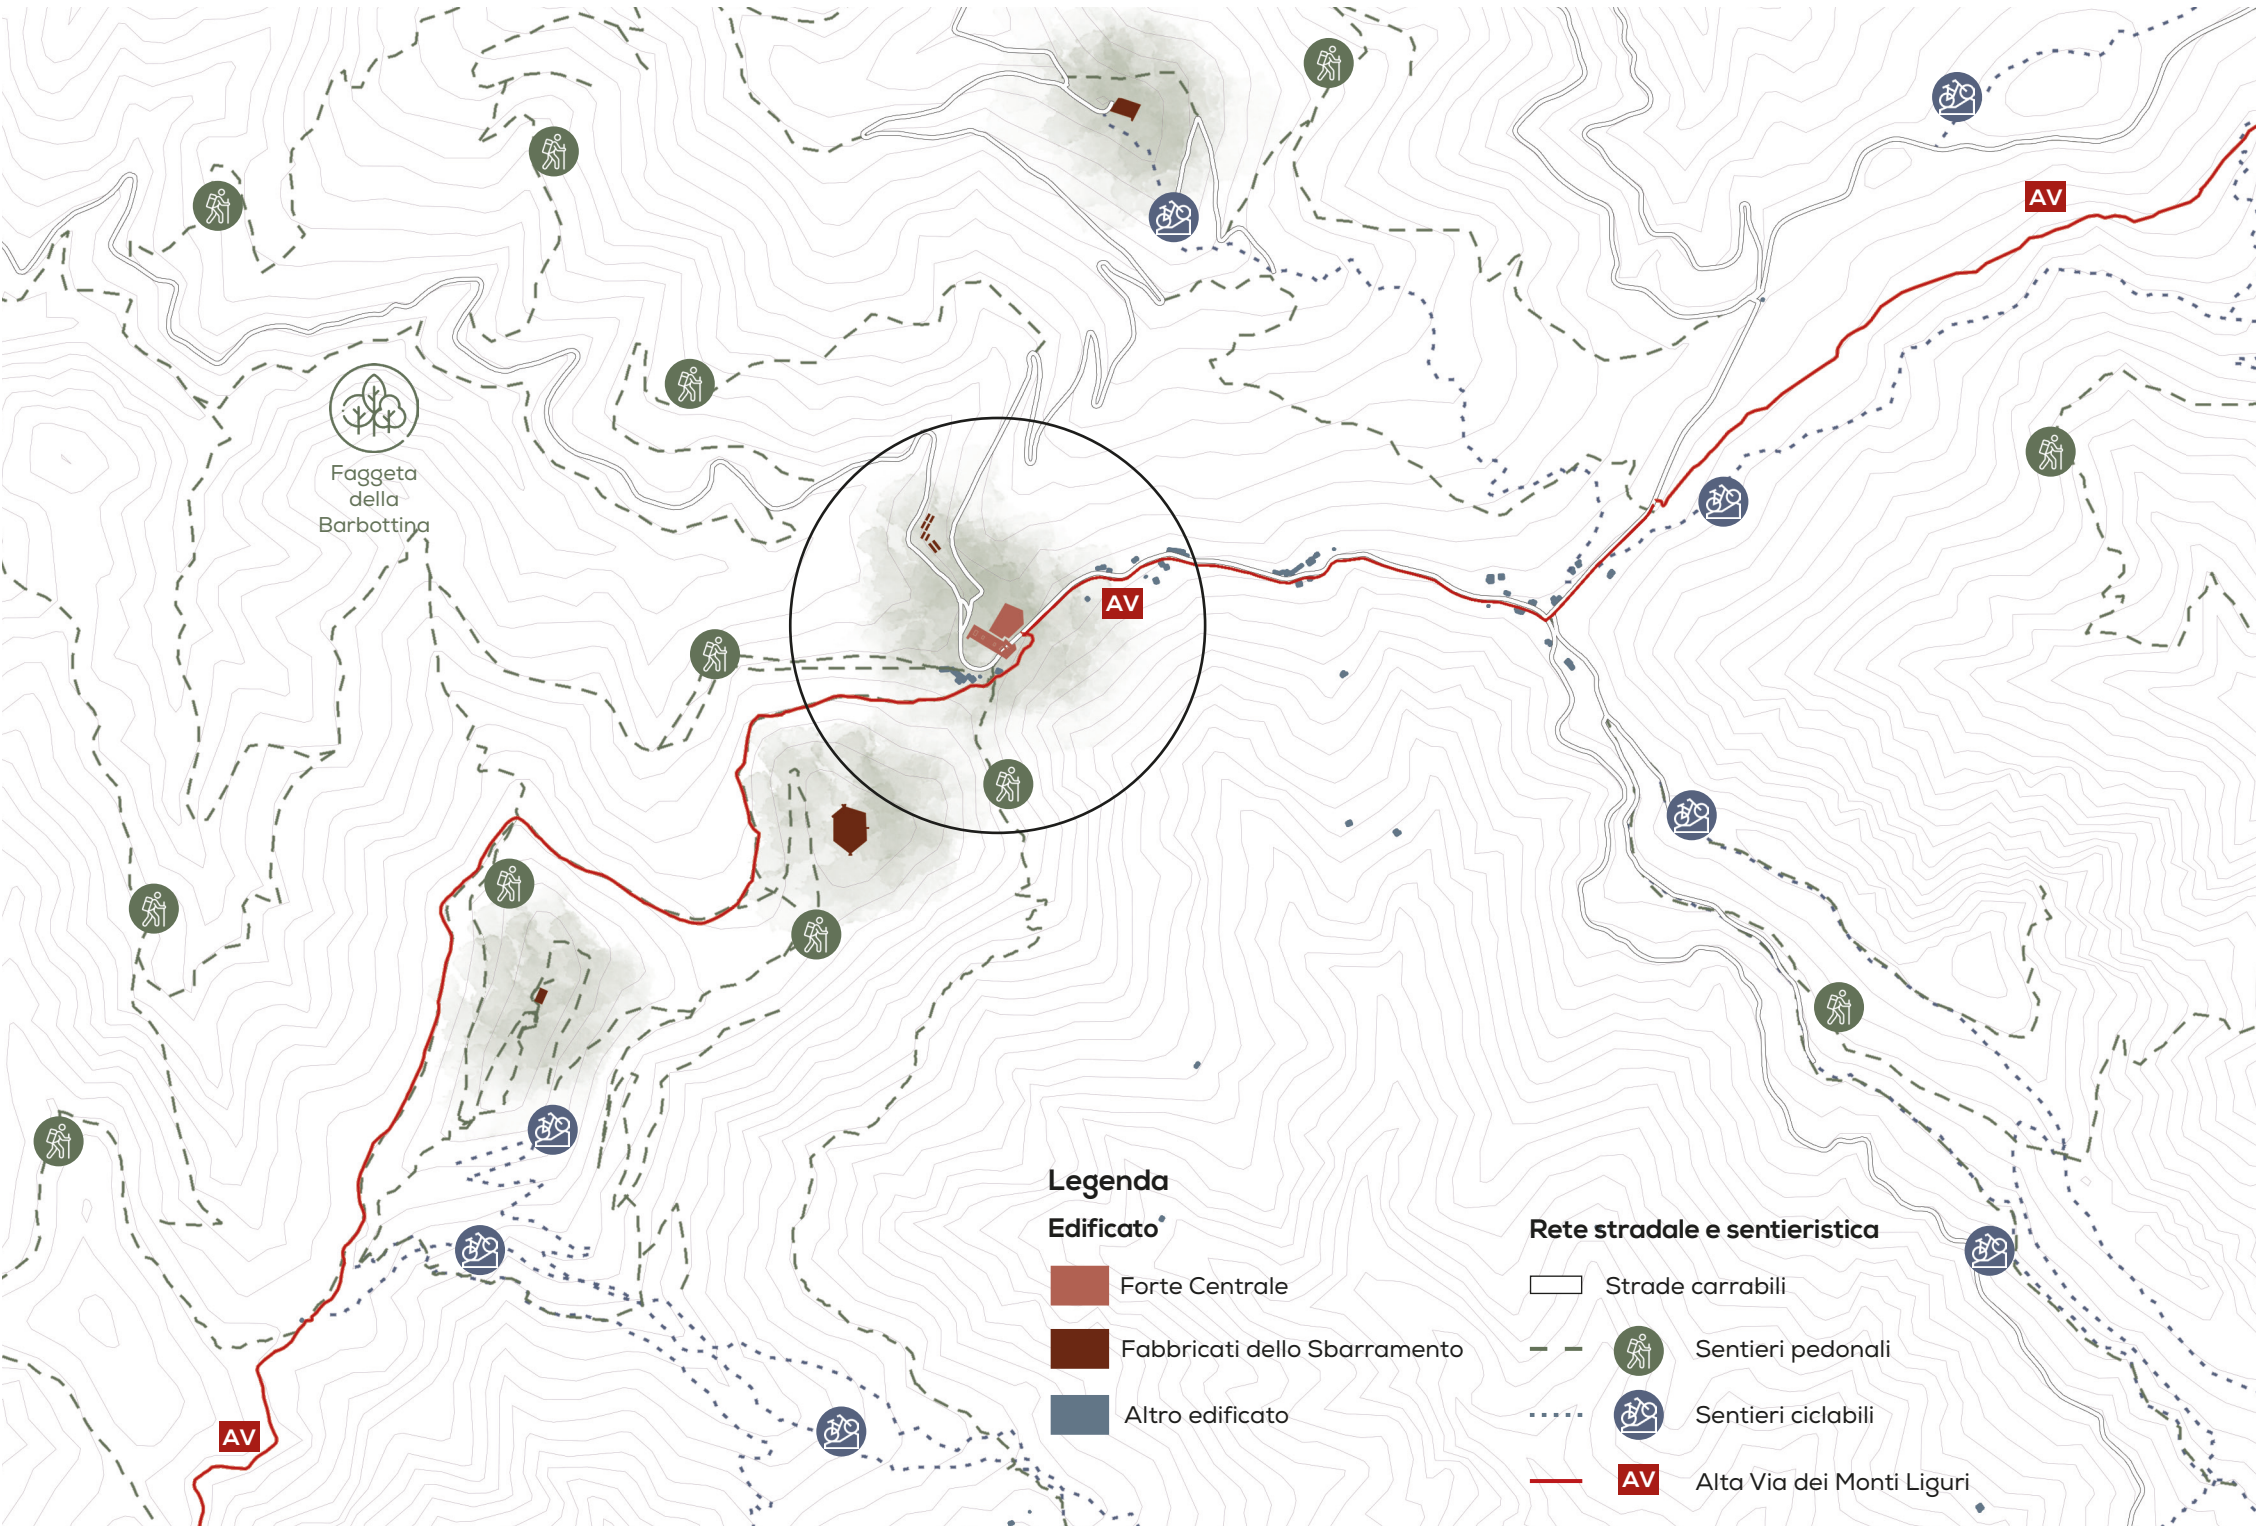 AV
Faggeta
della
Barbottina
AV
AV
Legenda
Edificato
Forte Centrale
Fabbricati dello Sbarramento
Altro edificato
Rete stradale e sentieristica
Strade carrabili
Sentieri pedonali
Sentieri ciclabili
AV Alta Via dei Monti Liguri